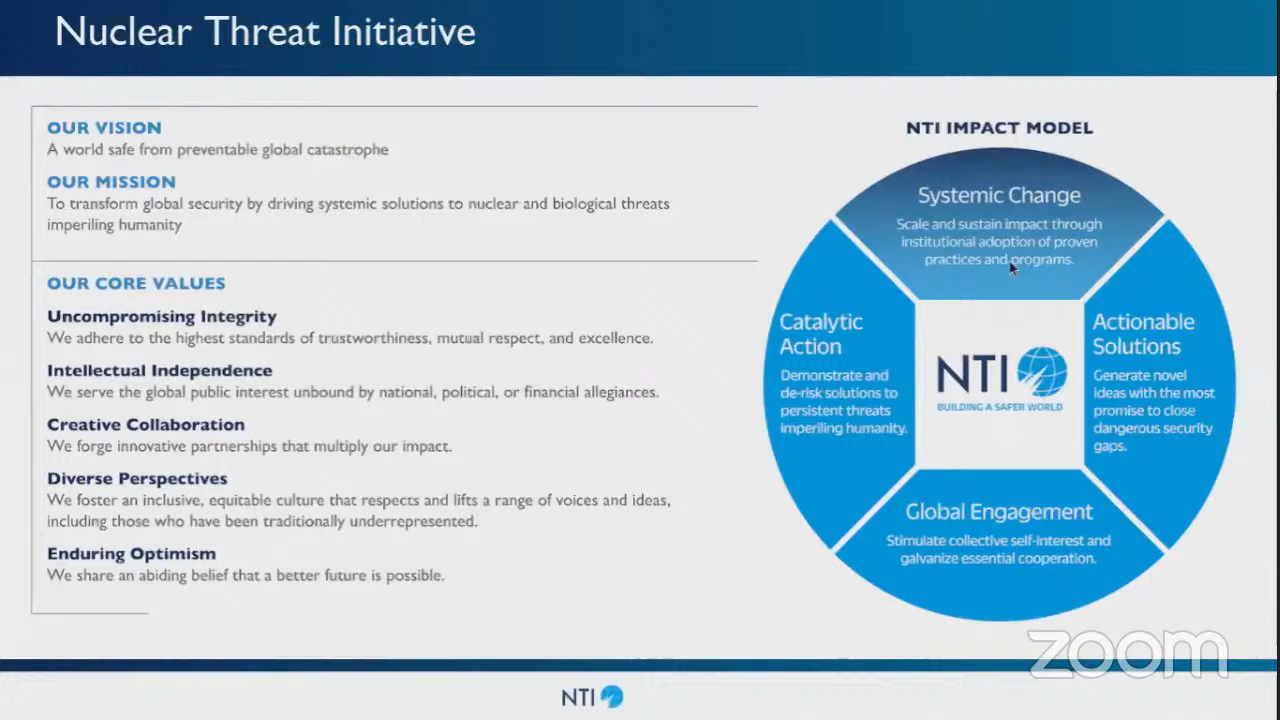 Nuclear Threat Initiative
OUR VISION
A world safe from preventable global catastrophe
OUR MISSION
To transform global security by driving systemic solutions to nuclear and biological threats
imperiling humanity
OUR CORE VALUES
Uncompromising Integrity
We adhere to the highest standards of trustworthiness, mutual respect, and excellence.
Intellectual Independence
We serve the global public interest unbound by national, political, or financial allegiances.
Creative Collaboration
We forge innovative partnerships that multiply our impact.
Diverse Perspectives
We foster an inclusive, equitable culture that respects and lifts a range of voices and ideas,
including those who have been traditionally underrepresented.
Enduring Optimism
We share an abiding belief that a better future is possible.
NTI IMPACT MODEL
Systemic Change
Scale and sustain impact through
institutional adoption of proven
practices and programs.
Catalytic
Action
Demonstrate and
de-risk solutions to
persistent threats
imperiling humanity.
NTI
BUILDING A SAFER WORLD
Actionable
Solutions
Generate novel
ideas with the most
promise to close
dangerous security
gaps.
Global Engagement
Stimulate collective self-interest and
galvanize essential cooperation.
zoom
NTI